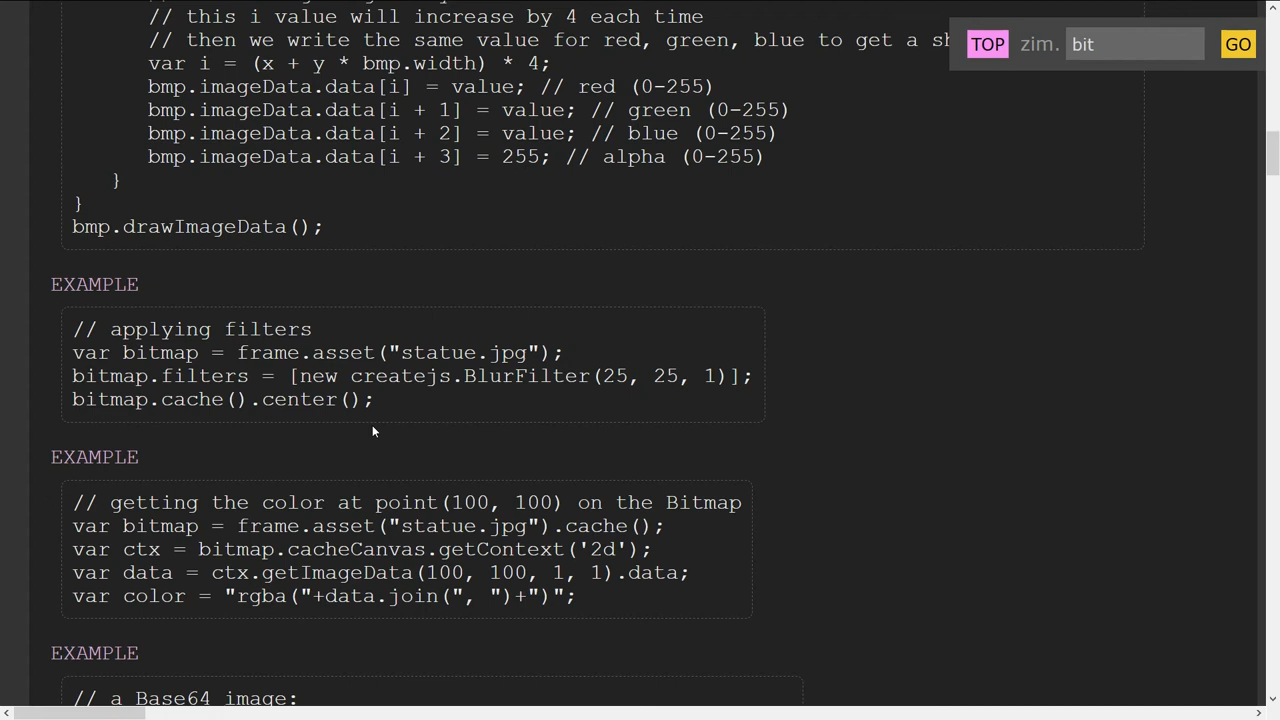 // this i value will increase by 4 each time
// then we write the same value for red, green, blue to get a
TOP zim. bit GO
var i = (x + y * bmp.width) * 4;
bmp.imageData.data[i] = value; // red (0-255)
bmp.imageData.data[i + 1] = value; // green (0-255)
bmp.imageData.data[i + 2] = value; // blue (0-255)
bmp.imageData.data[i + 3] = 255; // alpha (0-255)
}
}
bmp.drawImageData();
EXAMPLE
// applying filters
var bitmap = frame.asset("statue.jpg");
bitmap.filters = [new createjs.BlurFilter(25, 25, 1)];
bitmap.cache().center();
EXAMPLE
// getting the color at point(100, 100) on the Bitmap
var bitmap = frame.asset("statue.jpg").cache();
var ctx = bitmap.cacheCanvas.getContext('2d');
var data = ctx.getImageData(100, 100, 1, 1).data;
var color = "rgba("+data.join(", ")+")";
EXAMPLE
// a Base64 image: